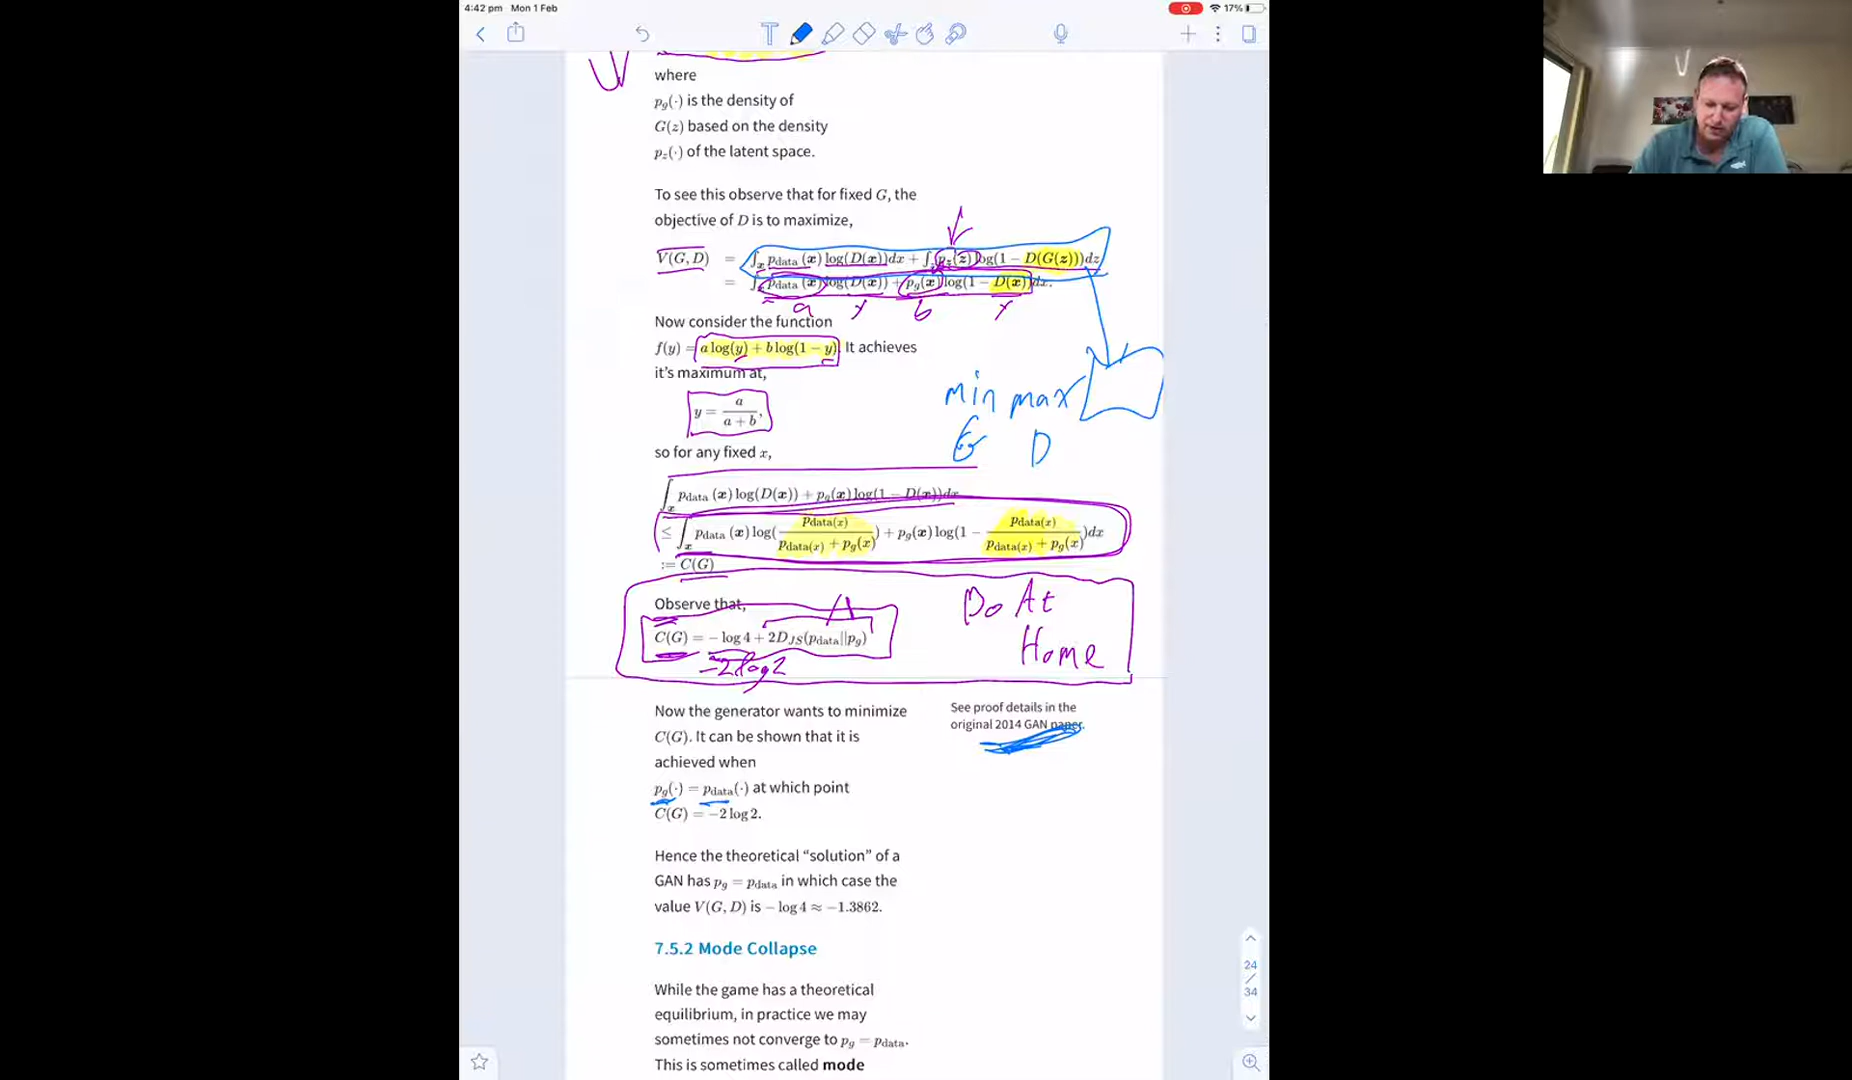 4:42 pm Mon 1 Feb
17%
where
p_g(·) is the density of
G(z) based on the density
p_z(·) of the latent space.
To see this observe that for fixed G, the
objective of D is to maximize,
V(G, D) = ∫_x p_data (x) log(D(x))dx + ∫_z p_z(z) log(1 − D(G(z)))dz
= ∫_x p_data (x) log(D(x)) + p_g(x) log(1 − D(x))dx.
a y b y
Now consider the function
f(y) = a log(y) + b log(1 − y). It achieves
it's maximum at,
y = a / (a + b),
min max
G D
so for any fixed x,
∫_x p_data (x) log(D(x)) + p_g(x) log(1 − D(x))dx
≤ ∫_x p_data (x) log( p_data(x) / (p_data(x) + p_g(x)) ) + p_g(x) log(1 − p_data(x) / (p_data(x) + p_g(x)) )dx
:= C(G)
Observe that,
Do At
Home
C(G) = − log 4 + 2D_JS(p_data||p_g)
−2 log 2
Now the generator wants to minimize
C(G). It can be shown that it is
achieved when
p_g(·) = p_data(·) at which point
C(G) = −2 log 2.
See proof details in the
original 2014 GAN paper.
Hence the theoretical “solution” of a
GAN has p_g = p_data in which case the
value V(G, D) is − log 4 ≈ −1.3862.
7.5.2 Mode Collapse
While the game has a theoretical
equilibrium, in practice we may
sometimes not converge to p_g = p_data.
This is sometimes called mode
24
/
34